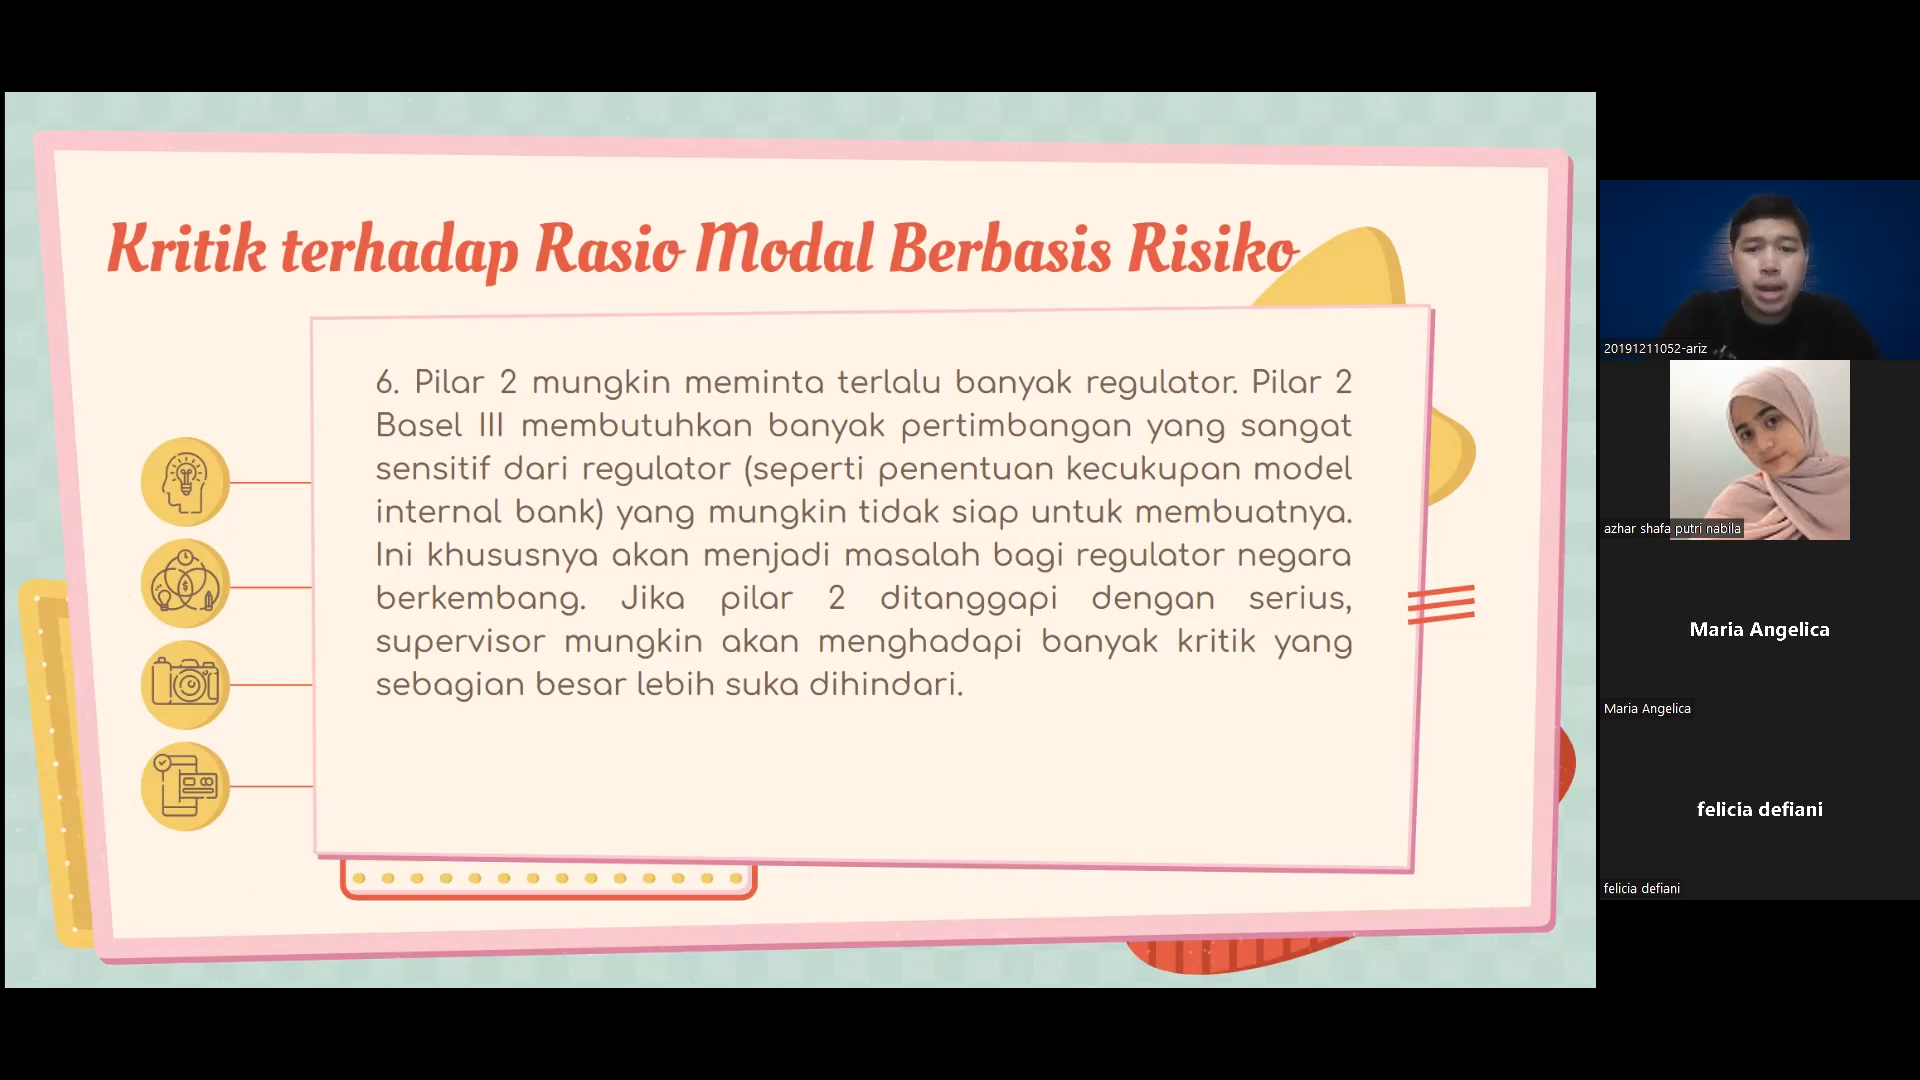 Kritik terhadap Rasio Modal Berbasis Risiko
6. Pilar 2 mungkin meminta terlalu banyak regulator. Pilar 2
Basel III membutuhkan banyak pertimbangan yang sangat
sensitif dari regulator (seperti penentuan kecukupan model
internal bank) yang mungkin tidak siap untuk membuatnya.
Ini khususnya akan menjadi masalah bagi regulator negara
berkembang. Jika pilar 2 ditanggapi dengan serius,
supervisor mungkin akan menghadapi banyak kritik yang
sebagian besar lebih suka dihindari.
20191211052-ariz
azhar shafa putri nabila
Maria Angelica
Maria Angelica
felicia defiani
felicia defiani